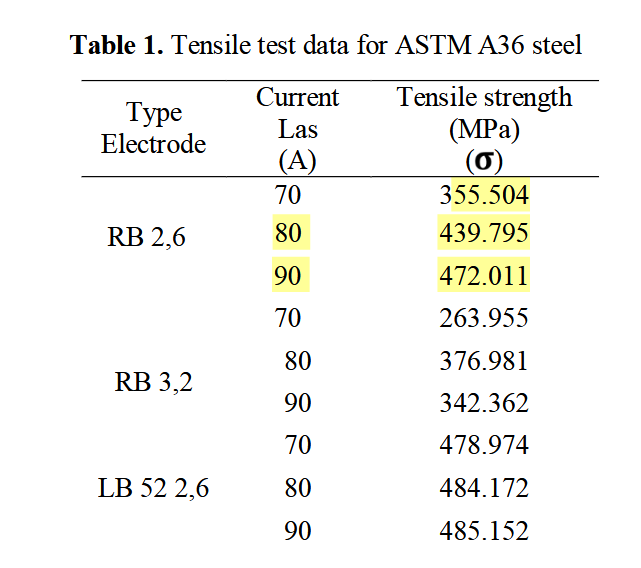 Table 1. Tensile test data for ASTM A36 steel
Type Electrode Current Las (A) Tensile strength (MPa) (σ)
RB 2,6
70 355.504
80 439.795
90 472.011
RB 3,2
70 263.955
80 376.981
90 342.362
LB 52 2,6
70 478.974
80 484.172
90 485.152